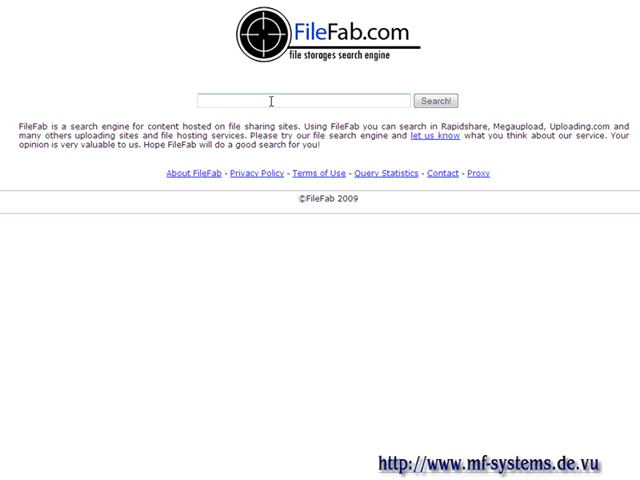 FileFab.com
file storages search engine
Search!
FileFab is a search engine for content hosted on file sharing sites. Using FileFab you can search in Rapidshare, Megaupload, Uploading.com and
many others uploading sites and file hosting services. Please try our file search engine and let us know what you think about our service. Your
opinion is very valuable to us. Hope FileFab will do a good search for you!
About FileFab - Privacy Policy - Terms of Use - Query Statistics - Contact - Proxy
©FileFab 2009
http://www.mf-systems.de.vu